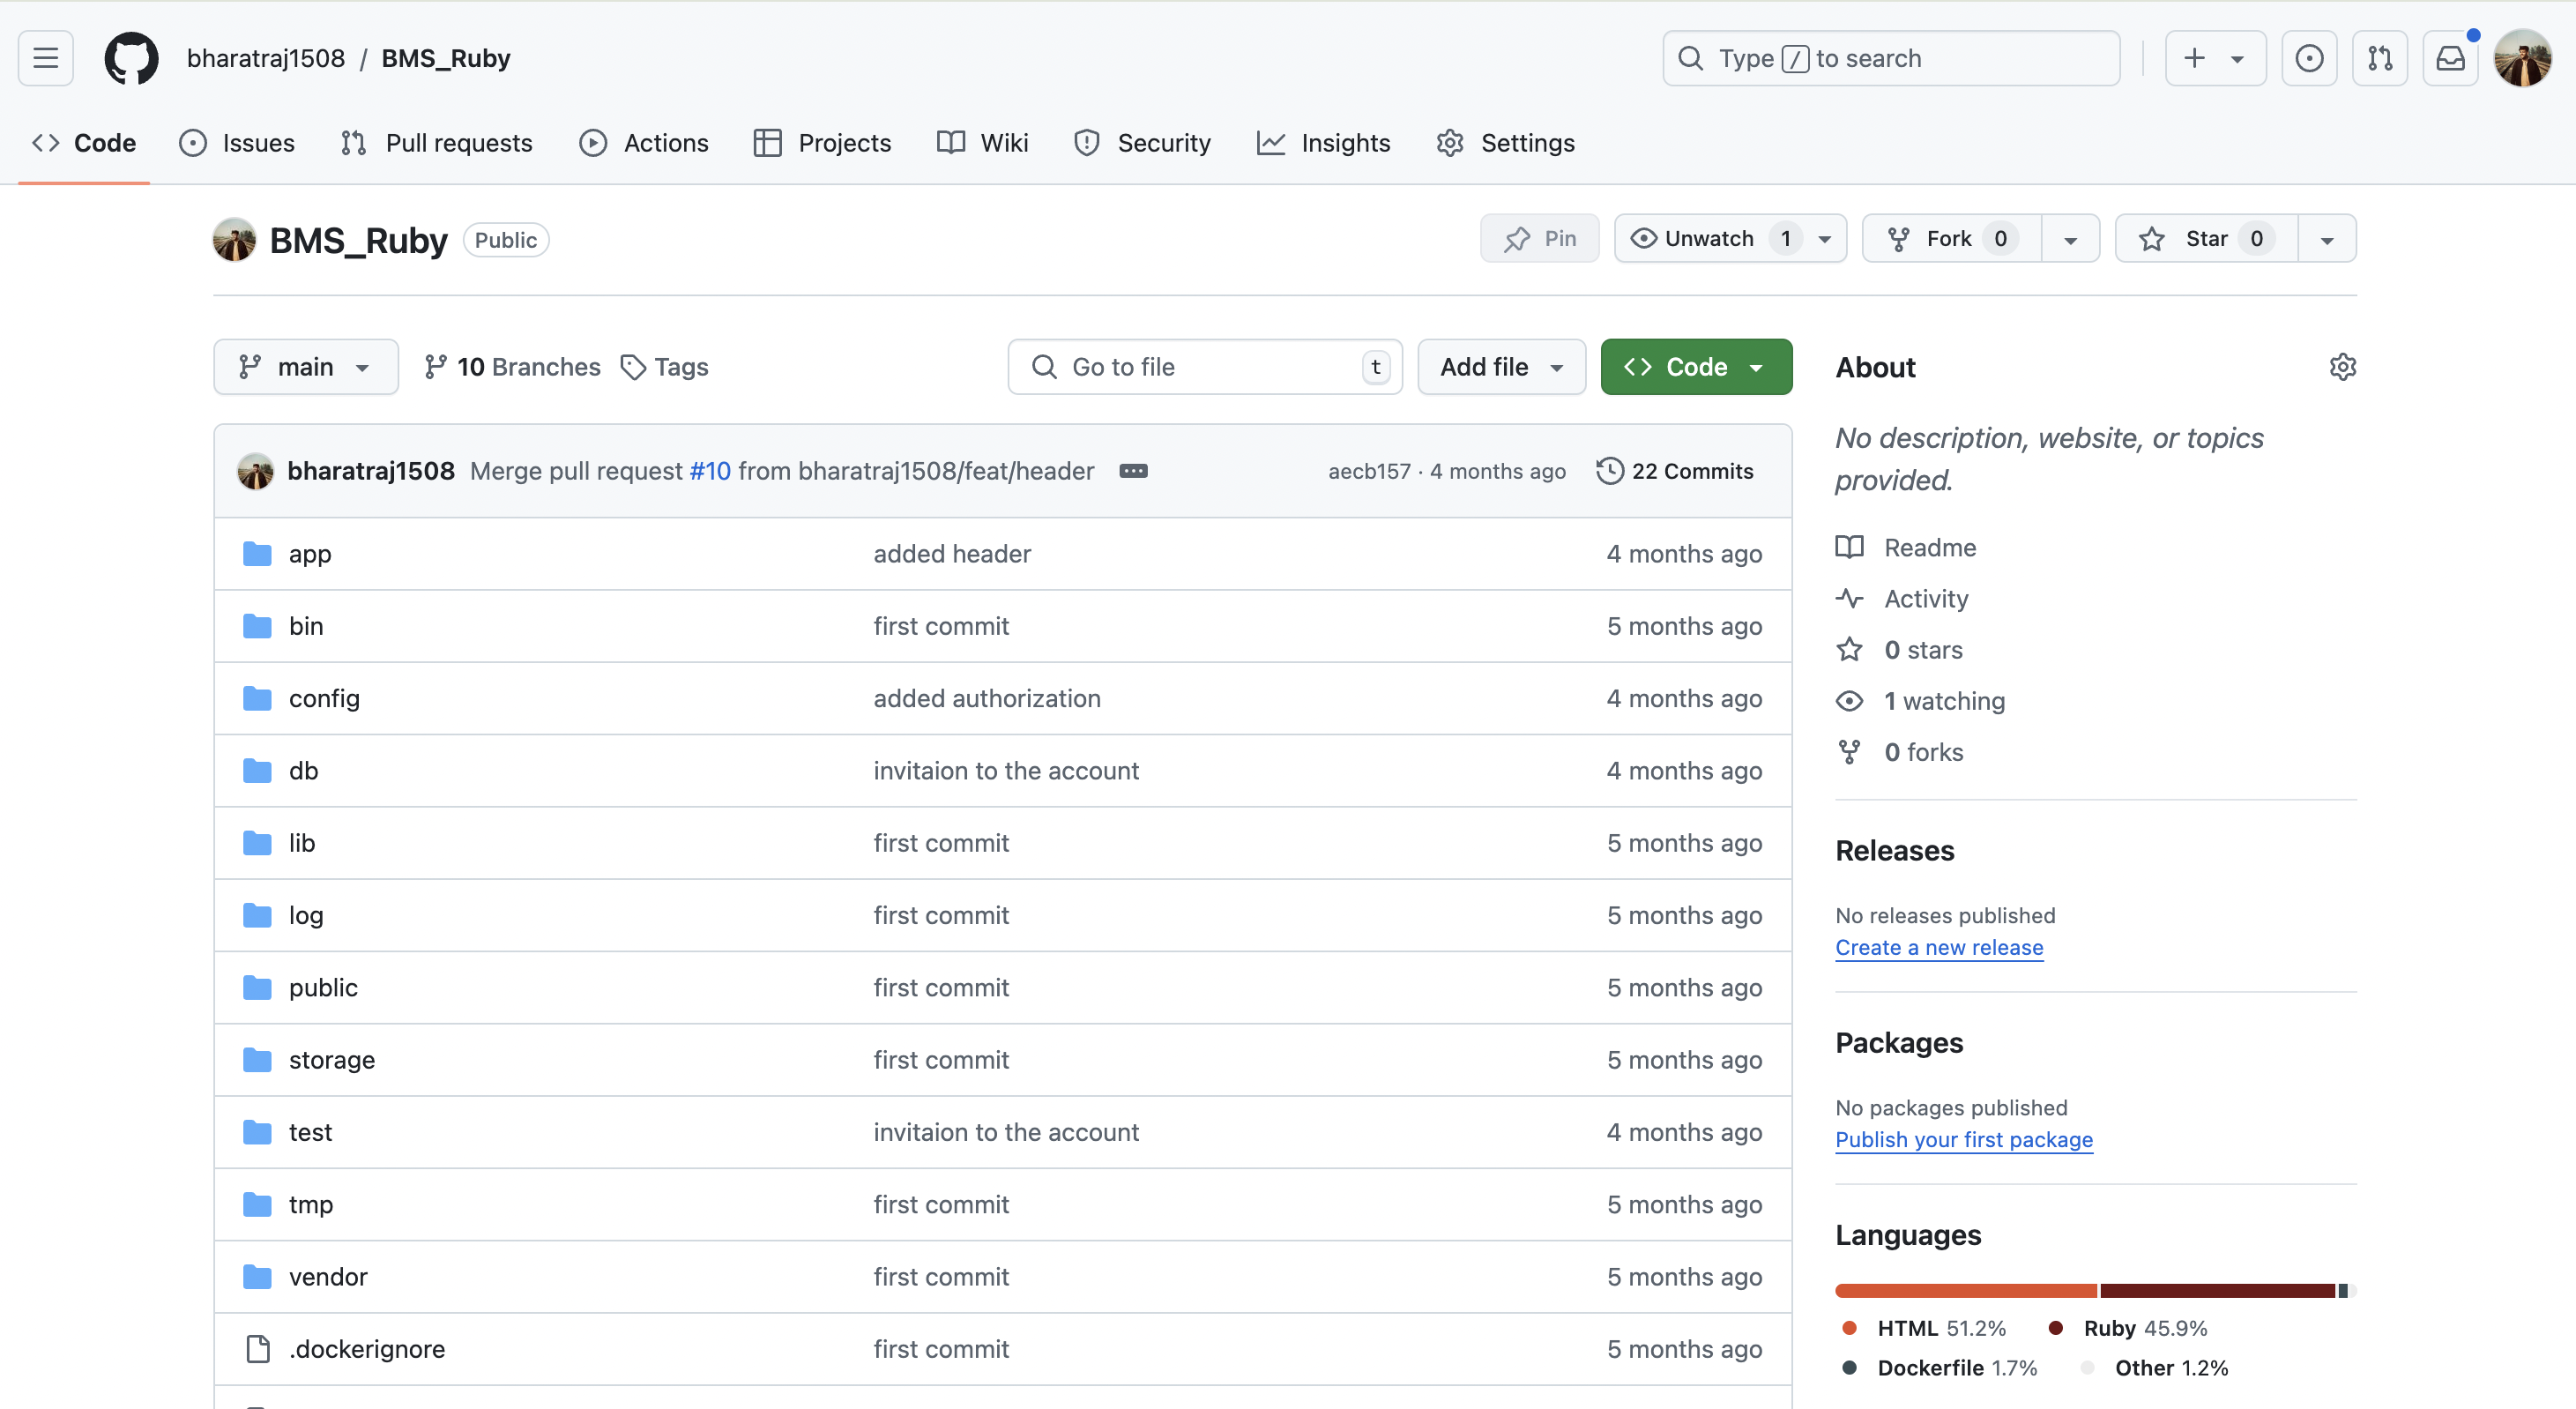 bharatraj1508 / BMS_Ruby
Type / to search
Code Issues Pull requests Actions Projects Wiki Security Insights Settings
BMS_Ruby Public
Pin Unwatch 1 Fork 0 Star 0
main 10 Branches Tags Go to file t Add file Code
bharatraj1508 Merge pull request #10 from bharatraj1508/feat/header aecb157 · 4 months ago 22 Commits
app added header 4 months ago
bin first commit 5 months ago
config added authorization 4 months ago
db invitaion to the account 4 months ago
lib first commit 5 months ago
log first commit 5 months ago
public first commit 5 months ago
storage first commit 5 months ago
test invitaion to the account 4 months ago
tmp first commit 5 months ago
vendor first commit 5 months ago
.dockerignore first commit 5 months ago
About
No description, website, or topics
provided.
Readme
Activity
0 stars
1 watching
0 forks
Releases
No releases published
Create a new release
Packages
No packages published
Publish your first package
Languages
HTML 51.2% Ruby 45.9%
Dockerfile 1.7% Other 1.2%